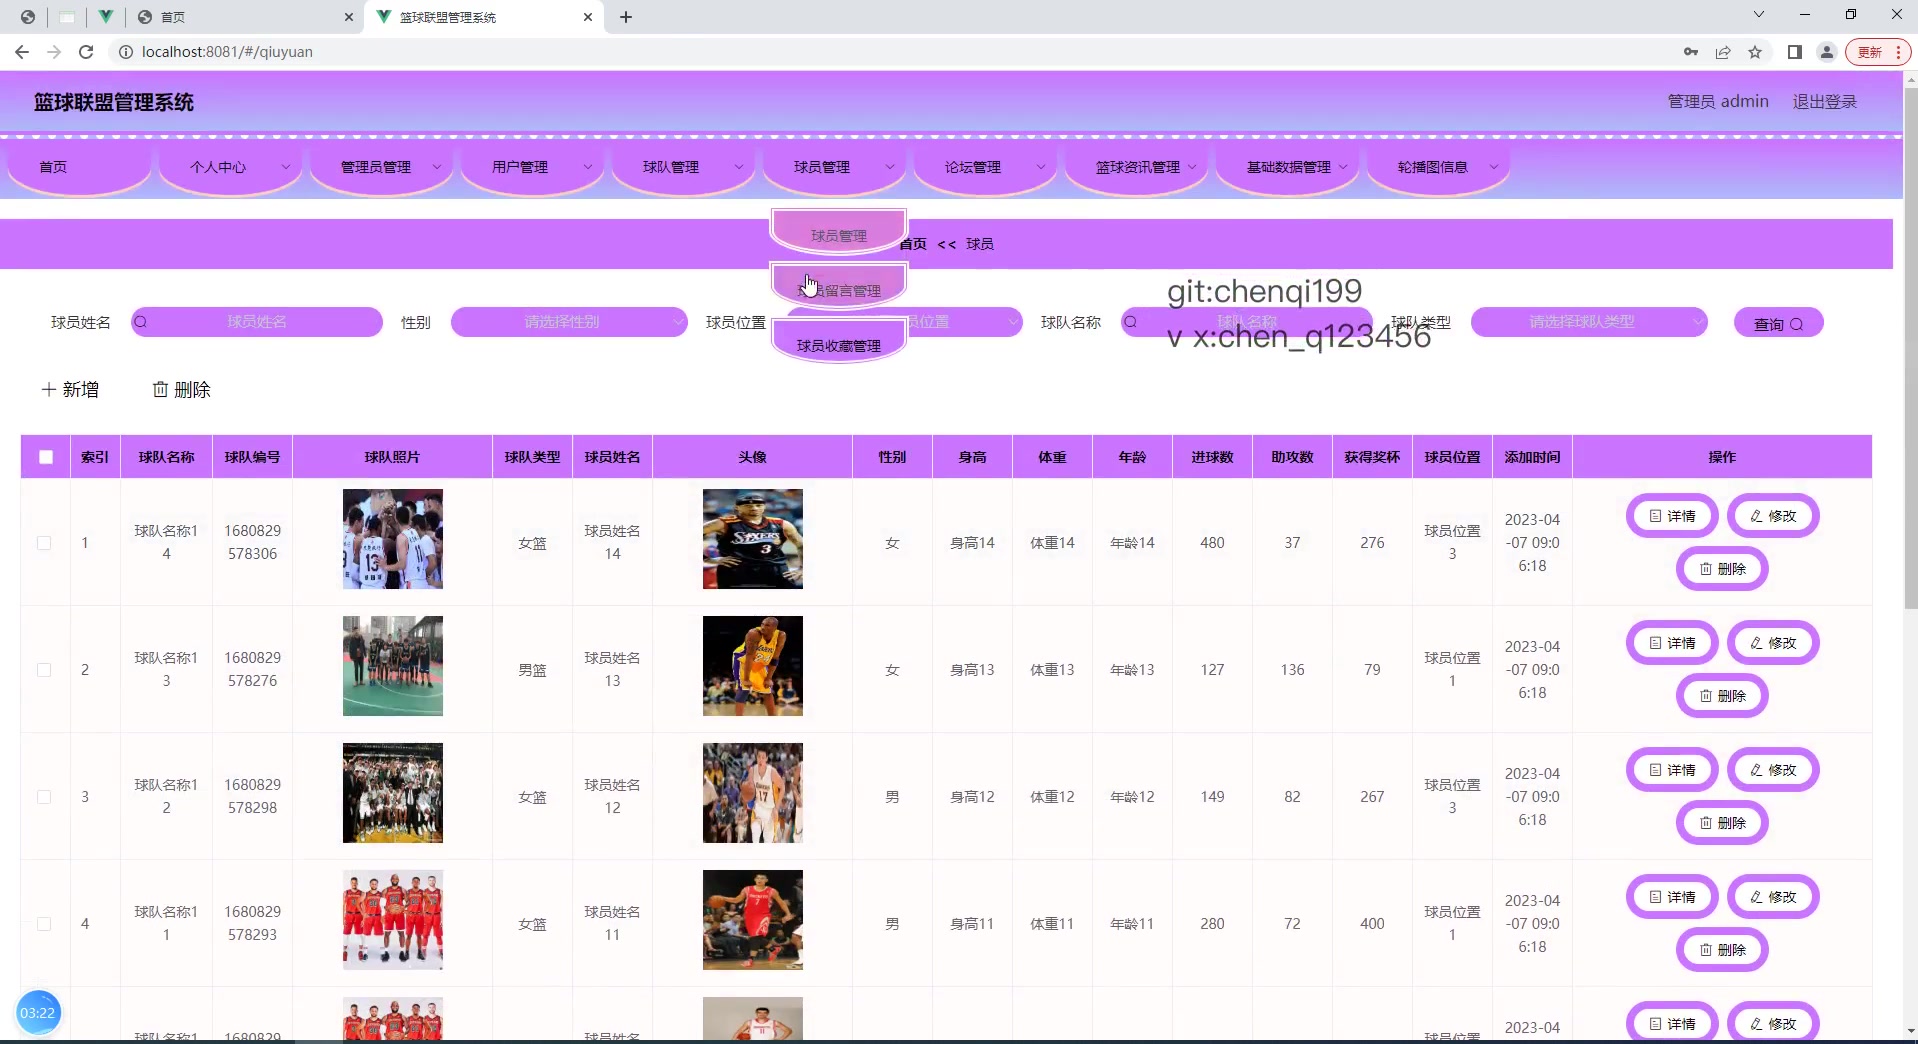 首页
篮球联盟管理系统
localhost:8081/#/qiuyuan
更新
篮球联盟管理系统
管理员 admin
退出登录
首页
个人中心
管理员管理
用户管理
球队管理
球员管理
论坛管理
篮球资讯管理
基础数据管理
轮播图信息
球员管理
首页 << 球员
球员留言管理
球员收藏管理
git:chenqi199
v x:chen_q123456
球员姓名
球员姓名
性别
请选择性别
球员位置
员位置
球队名称
球队名称
球队类型
请选择球队类型
查询
新增
删除
索引 球队名称 球队编号 球队照片 球队类型 球员姓名 头像 性别 身高 体重 年龄 进球数 助攻数 获得奖杯 球员位置 添加时间 操作
1 球队名称14 1680829578306 女篮 球员姓名14 女 身高14 体重14 年龄14 480 37 276 球员位置3 2023-04-07 09:06:18 详情 修改 删除
2 球队名称13 1680829578276 男篮 球员姓名13 女 身高13 体重13 年龄13 127 136 79 球员位置1 2023-04-07 09:06:18 详情 修改 删除
3 球队名称12 1680829578298 女篮 球员姓名12 男 身高12 体重12 年龄12 149 82 267 球员位置3 2023-04-07 09:06:18 详情 修改 删除
4 球队名称11 1680829578293 女篮 球员姓名11 男 身高11 体重11 年龄11 280 72 400 球员位置1 2023-04-07 09:06:18 详情 修改 删除
球队名称1 1680829 球员姓名 球员位置 2023-04 详情 修改
03:22